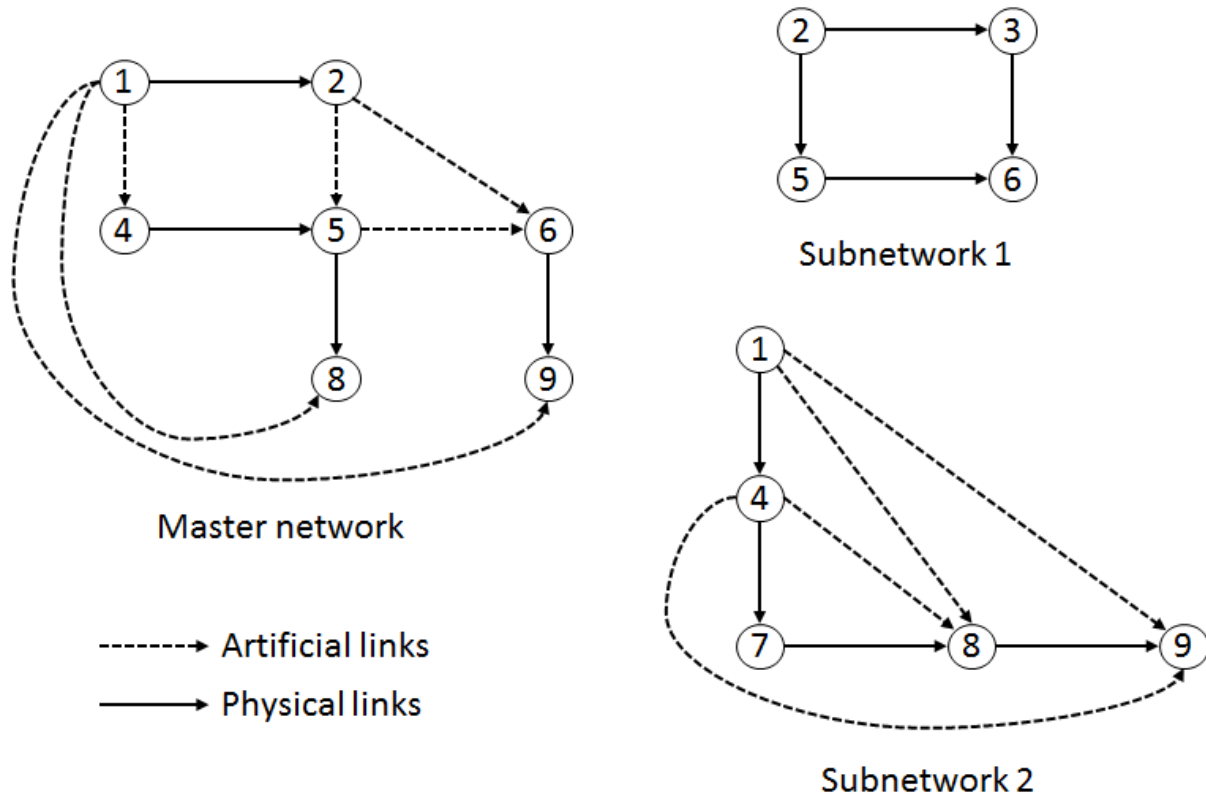 2 3
1 2
5 6
4 5 6
Subnetwork 1
1
8 9
4
Master network
7 8 9
Artificial links
Physical links
Subnetwork 2